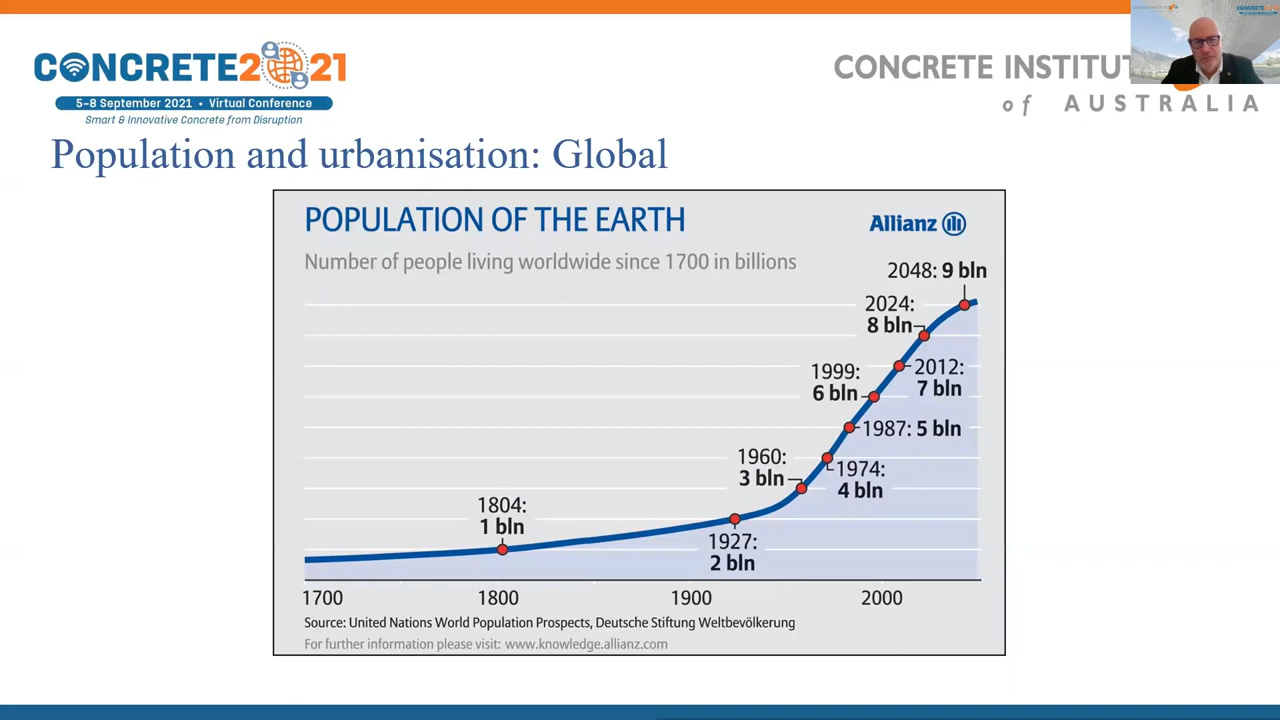 CONCRETE2021
5–8 September 2021 • Virtual Conference
Smart & Innovative Concrete from Disruption
CONCRETE
of AUSTRALIA
Population and urbanisation: Global
POPULATION OF THE EARTH
Allianz
Number of people living worldwide since 1700 in billions
2048: 9 bln
2024:
8 bln
1999:
6 bln
2012:
7 bln
1987: 5 bln
1960:
3 bln
1974:
4 bln
1804:
1 bln
1927:
2 bln
1700 1800 1900 2000
Source: United Nations World Population Prospects, Deutsche Stiftung Weltbevölkerung
For further information please visit: www.knowledge.allianz.com